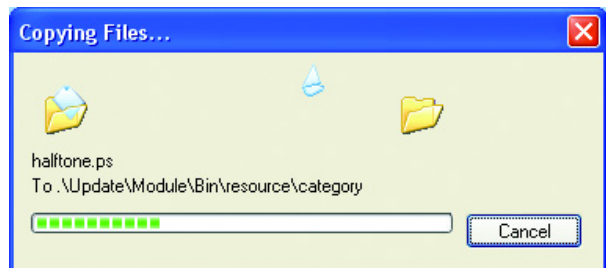 Copying Files...
halftone.ps
To .\Update\Module\Bin\resource\category
Cancel